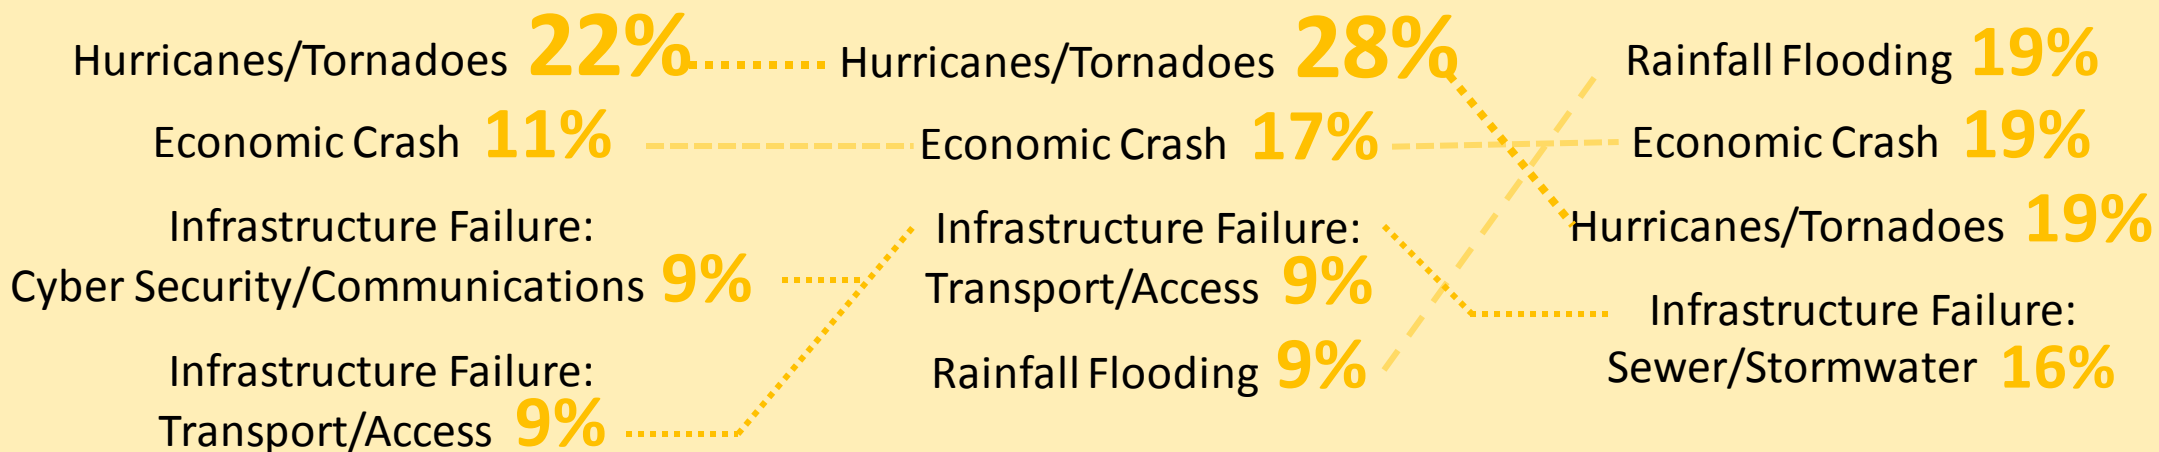 Hurricanes/Tornadoes 22%
Economic Crash 11%
Infrastructure Failure:
Cyber Security/Communications 9%
Infrastructure Failure:
Transport/Access 9%
Hurricanes/Tornadoes 28%
Economic Crash 17%
Infrastructure Failure:
Transport/Access 9%
Rainfall Flooding 9%
Rainfall Flooding 19%
Economic Crash 19%
Hurricanes/Tornadoes 19%
Infrastructure Failure:
Sewer/Stormwater 16%